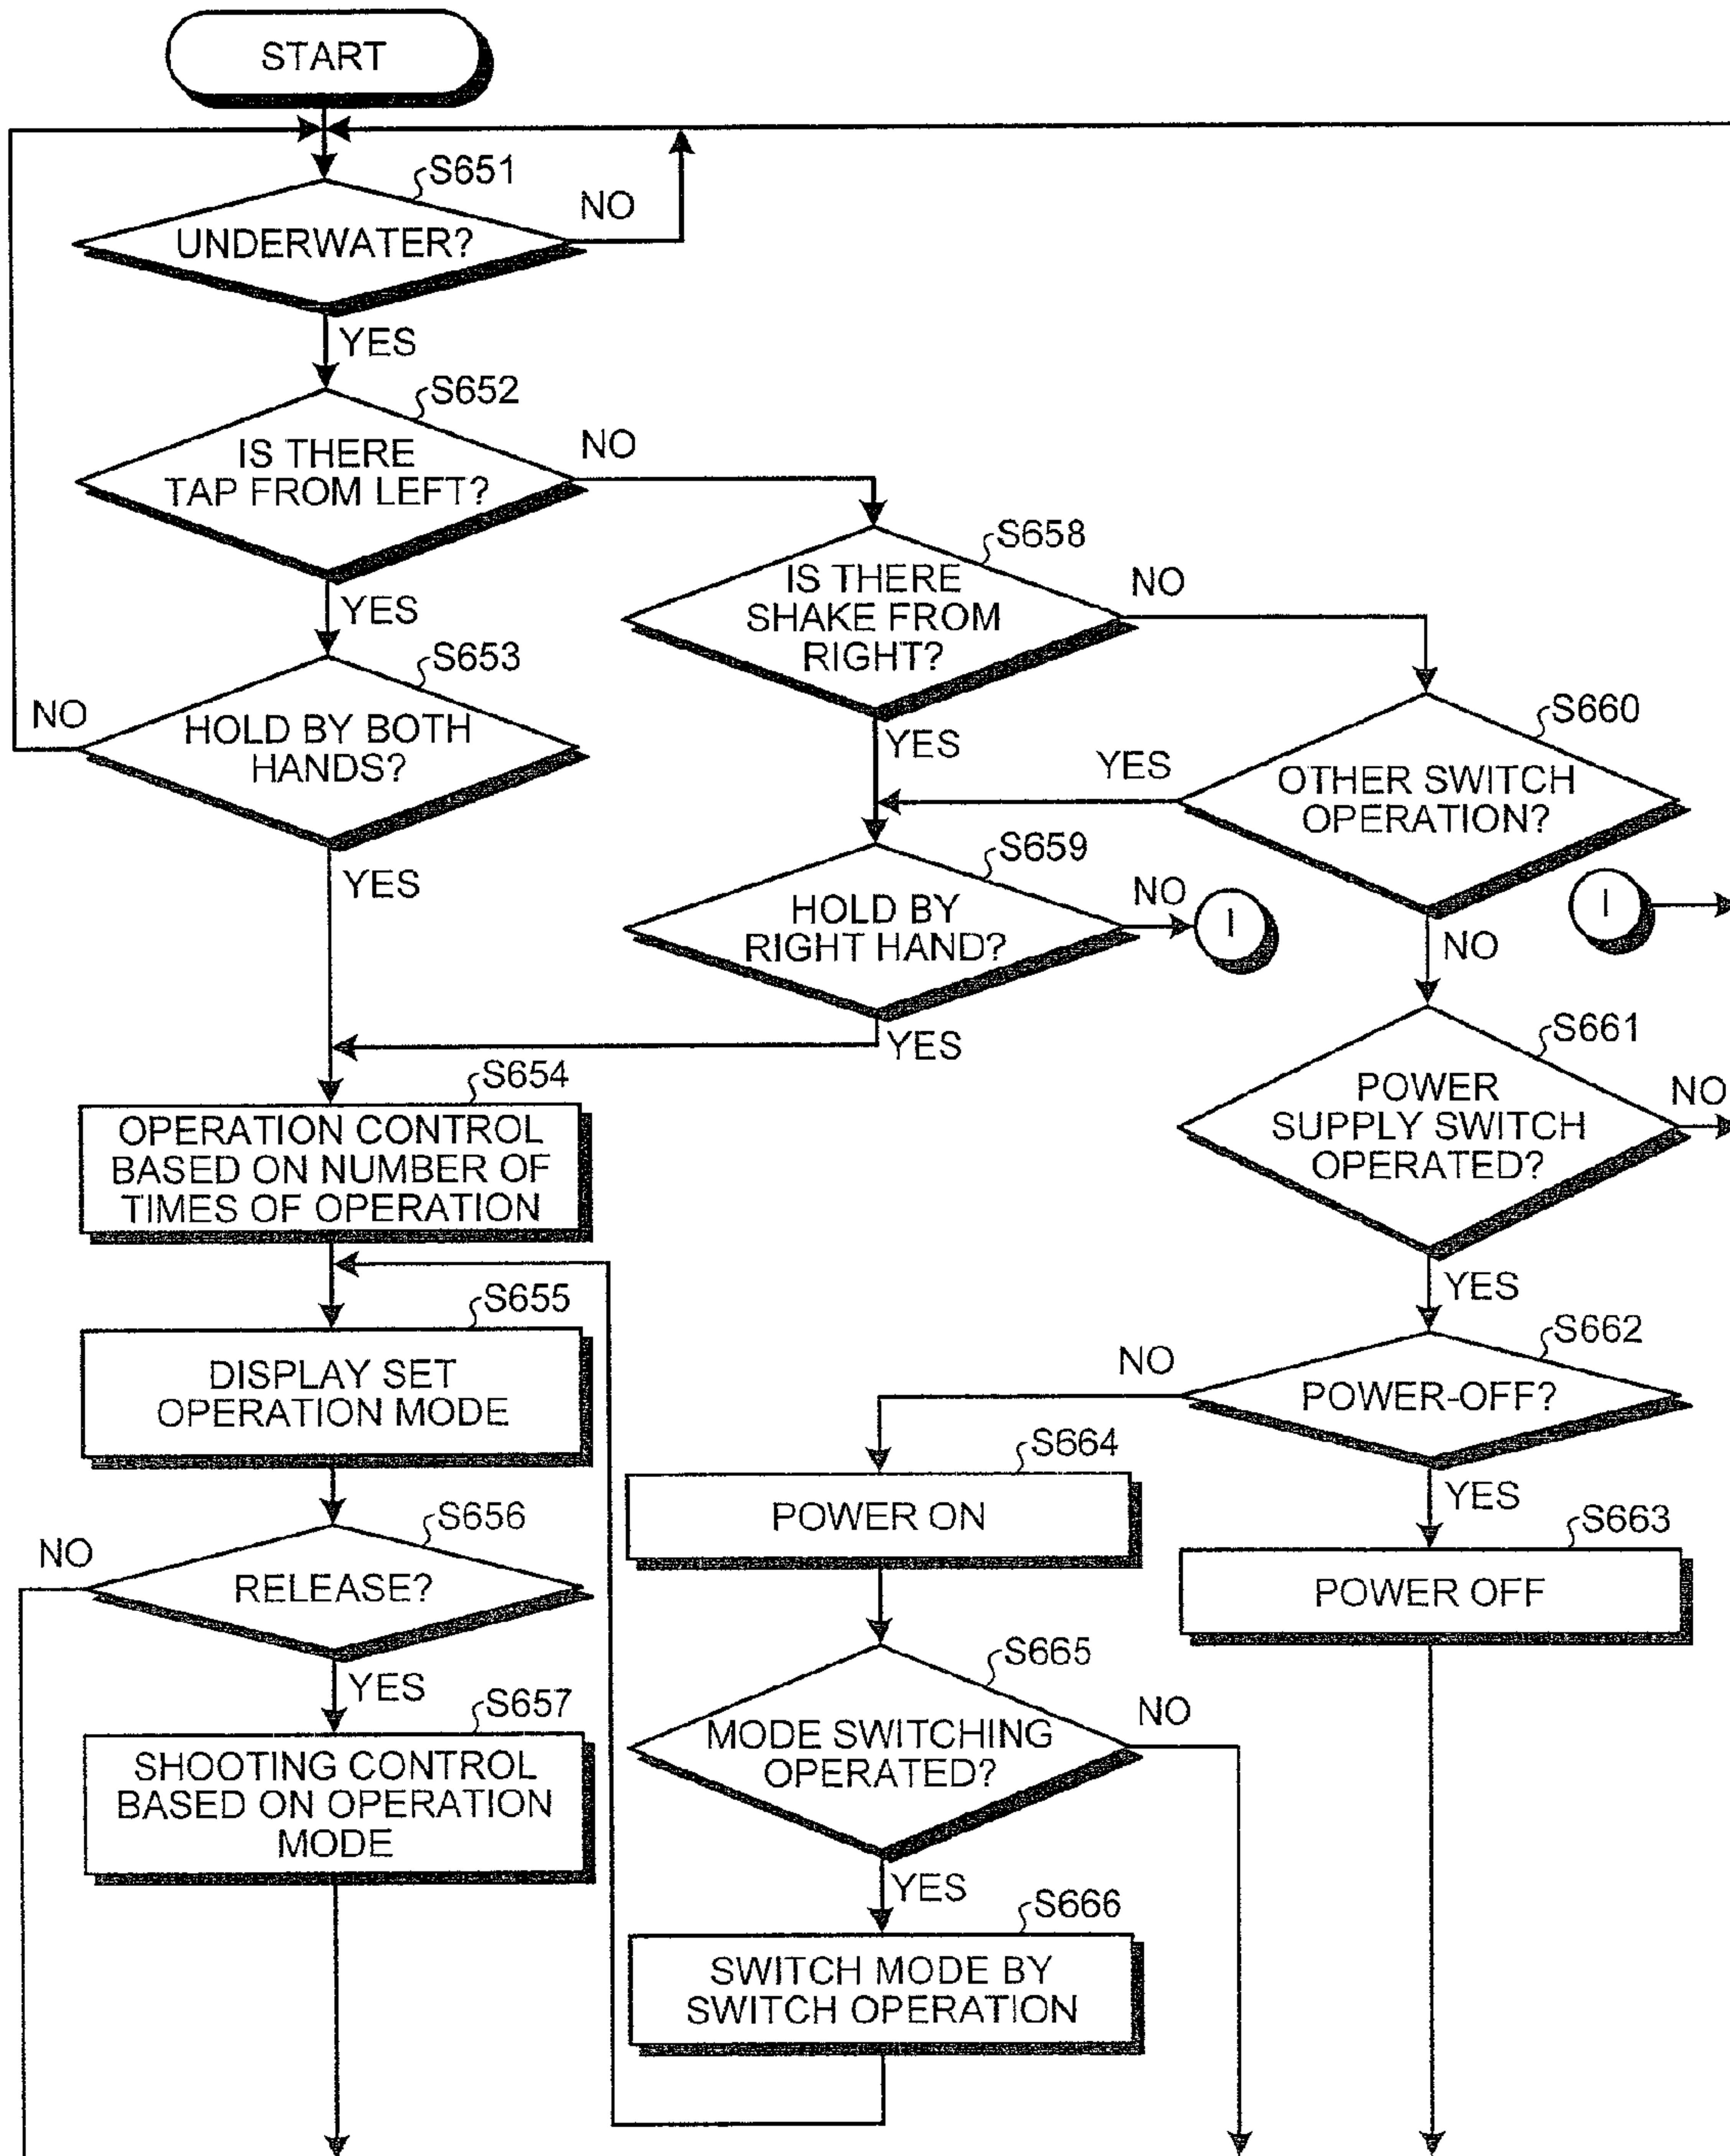 START
S651
UNDERWATER?
NO
YES
S652
IS THERE
TAP FROM LEFT?
NO
YES
S653
HOLD BY BOTH
HANDS?
NO
YES
S658
IS THERE
SHAKE FROM
RIGHT?
NO
YES
S660
OTHER SWITCH
OPERATION?
YES
NO
S659
HOLD BY
RIGHT HAND?
NO
I
I
YES
S654
OPERATION CONTROL
BASED ON NUMBER OF
TIMES OF OPERATION
S661
POWER
SUPPLY SWITCH
OPERATED?
NO
YES
S655
DISPLAY SET
OPERATION MODE
S662
POWER-OFF?
NO
YES
S664
POWER ON
S663
POWER OFF
S656
RELEASE?
NO
YES
S665
MODE SWITCHING
OPERATED?
NO
YES
S657
SHOOTING CONTROL
BASED ON OPERATION
MODE
S666
SWITCH MODE BY
SWITCH OPERATION